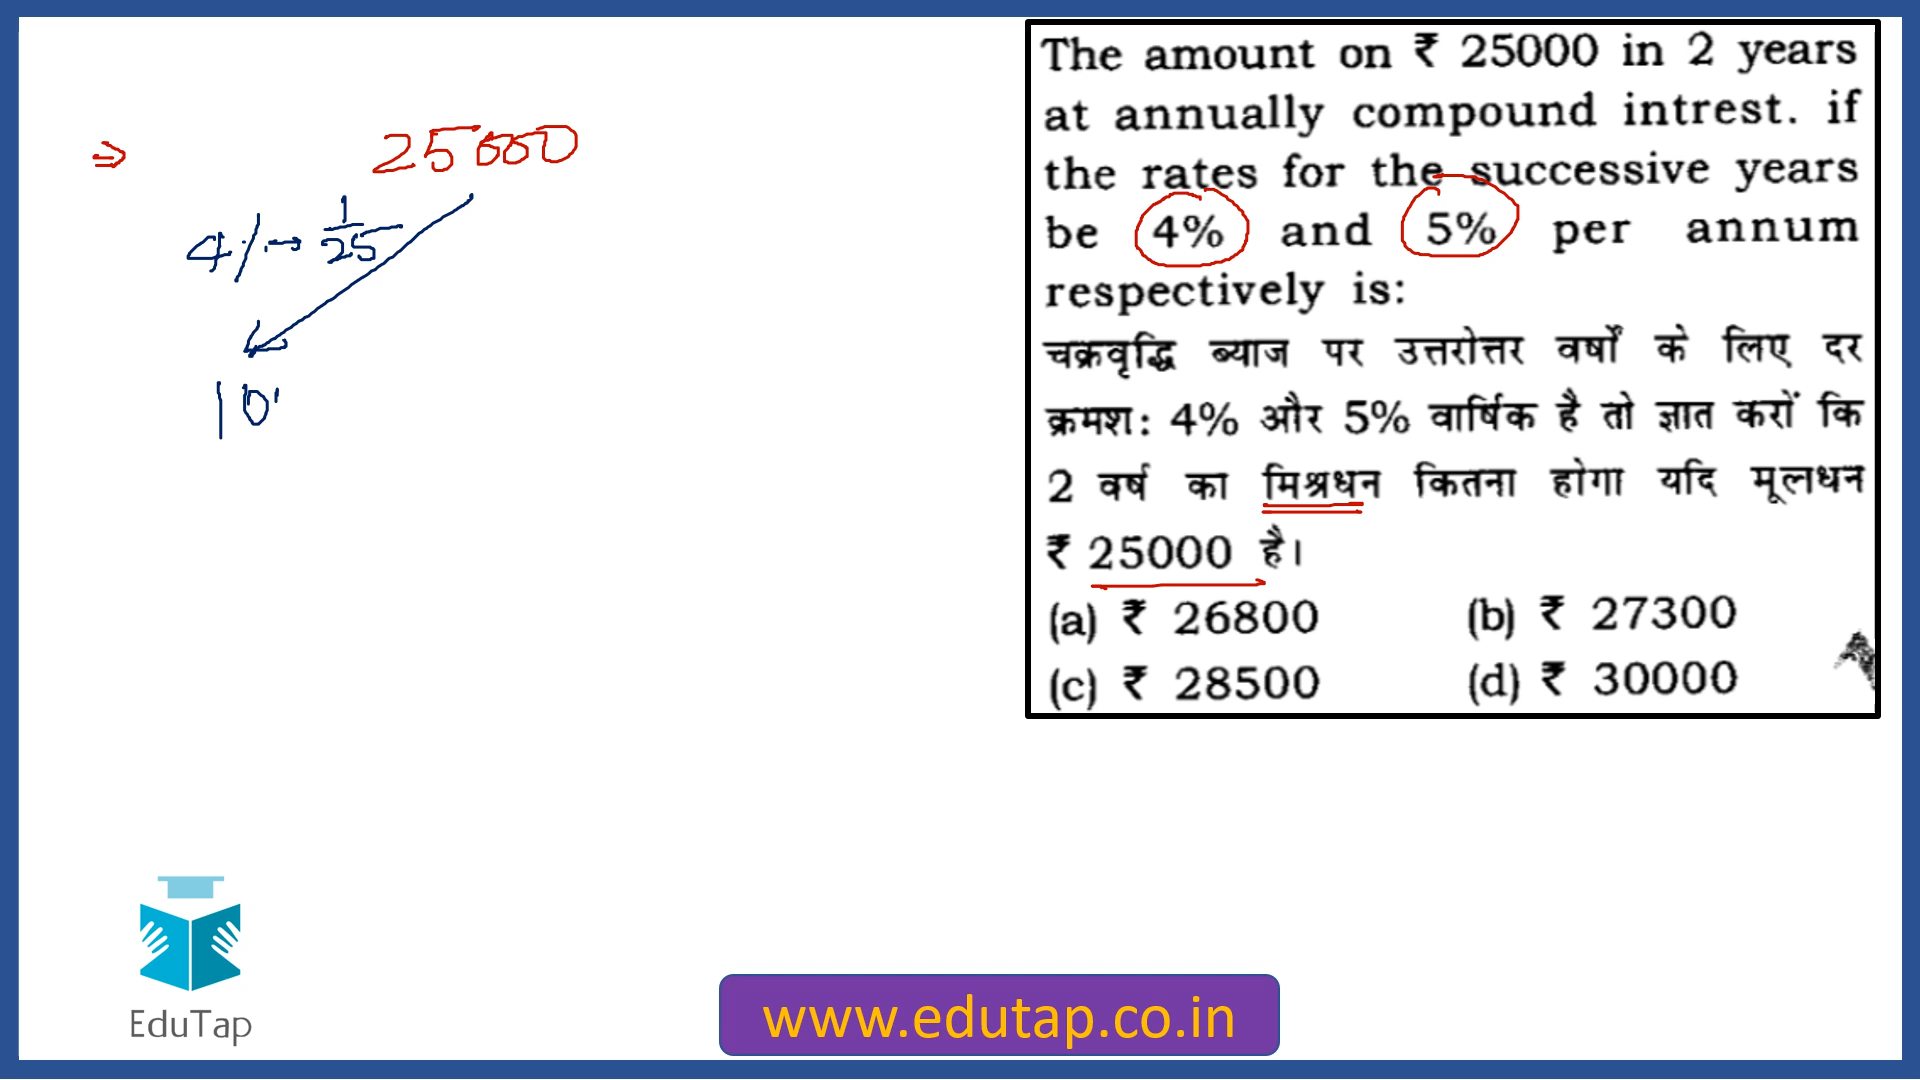 ⇒ 25000
4% → 1/25
10
The amount on ₹ 25000 in 2 years
at annually compound intrest. if
the rates for the successive years
be 4% and 5% per annum
respectively is:
चक्रवृद्धि ब्याज पर उत्तरोत्तर वर्षों के लिए दर
क्रमश: 4% और 5% वार्षिक है तो ज्ञात करों कि
2 वर्ष का मिश्रधन कितना होगा यदि मूलधन
₹ 25000 है।
(a) ₹ 26800 (b) ₹ 27300
(c) ₹ 28500 (d) ₹ 30000
EduTap
www.edutap.co.in